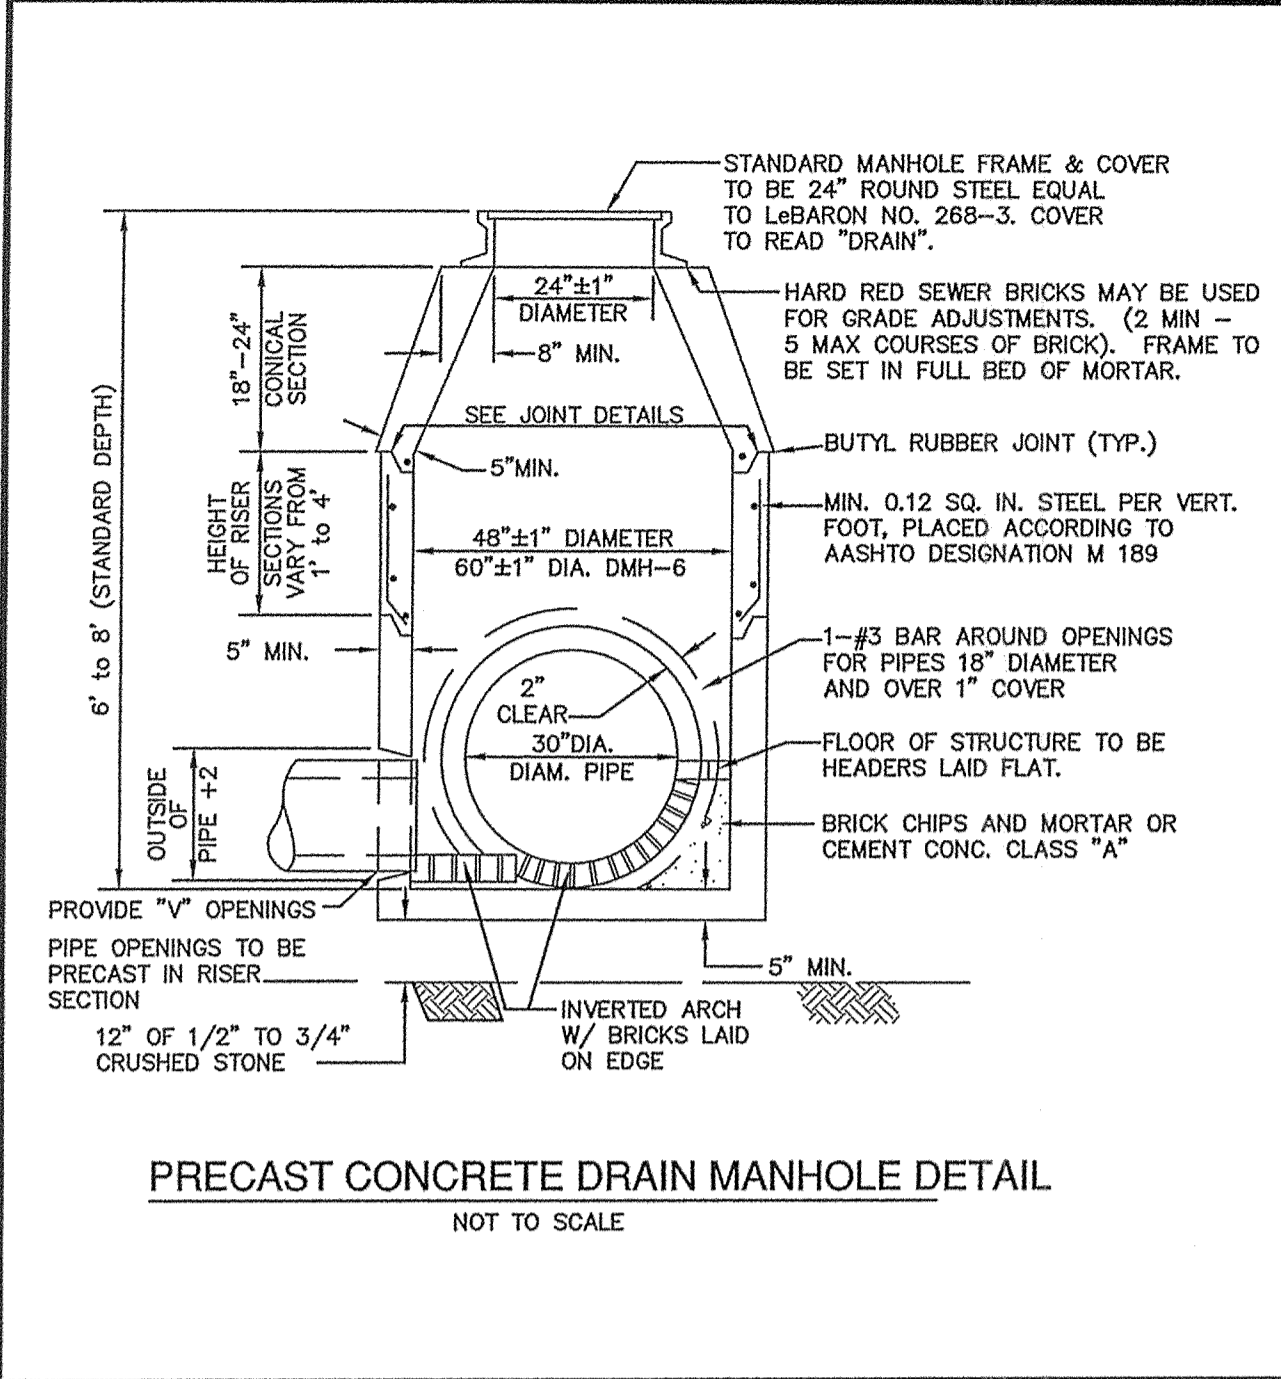 STANDARD MANHOLE FRAME & COVER
TO BE 24" ROUND STEEL EQUAL
TO LeBARON NO. 268-3. COVER
TO READ "DRAIN".
24"±1"
DIAMETER
8" MIN.
HARD RED SEWER BRICKS MAY BE USED
FOR GRADE ADJUSTMENTS. (2 MIN -
5 MAX COURSES OF BRICK). FRAME TO
BE SET IN FULL BED OF MORTAR.
18"-24"
CONICAL
SECTION
SEE JOINT DETAILS
BUTYL RUBBER JOINT (TYP.)
5"MIN.
6' to 8' (STANDARD DEPTH)
HEIGHT
OF RISER
SECTIONS
VARY FROM
1' to 4'
MIN. 0.12 SQ. IN. STEEL PER VERT.
FOOT, PLACED ACCORDING TO
AASHTO DESIGNATION M 189
48"±1" DIAMETER
60"±1" DIA. DMH-6
5" MIN.
1-#3 BAR AROUND OPENINGS
FOR PIPES 18" DIAMETER
AND OVER 1" COVER
2"
CLEAR
30"DIA.
DIAM. PIPE
FLOOR OF STRUCTURE TO BE
HEADERS LAID FLAT.
OUTSIDE
OF
PIPE +2
BRICK CHIPS AND MORTAR OR
CEMENT CONC. CLASS "A"
PROVIDE "V" OPENINGS
PIPE OPENINGS TO BE
PRECAST IN RISER
SECTION
5" MIN.
12" OF 1/2" TO 3/4"
CRUSHED STONE
INVERTED ARCH
W/ BRICKS LAID
ON EDGE
PRECAST CONCRETE DRAIN MANHOLE DETAIL
NOT TO SCALE